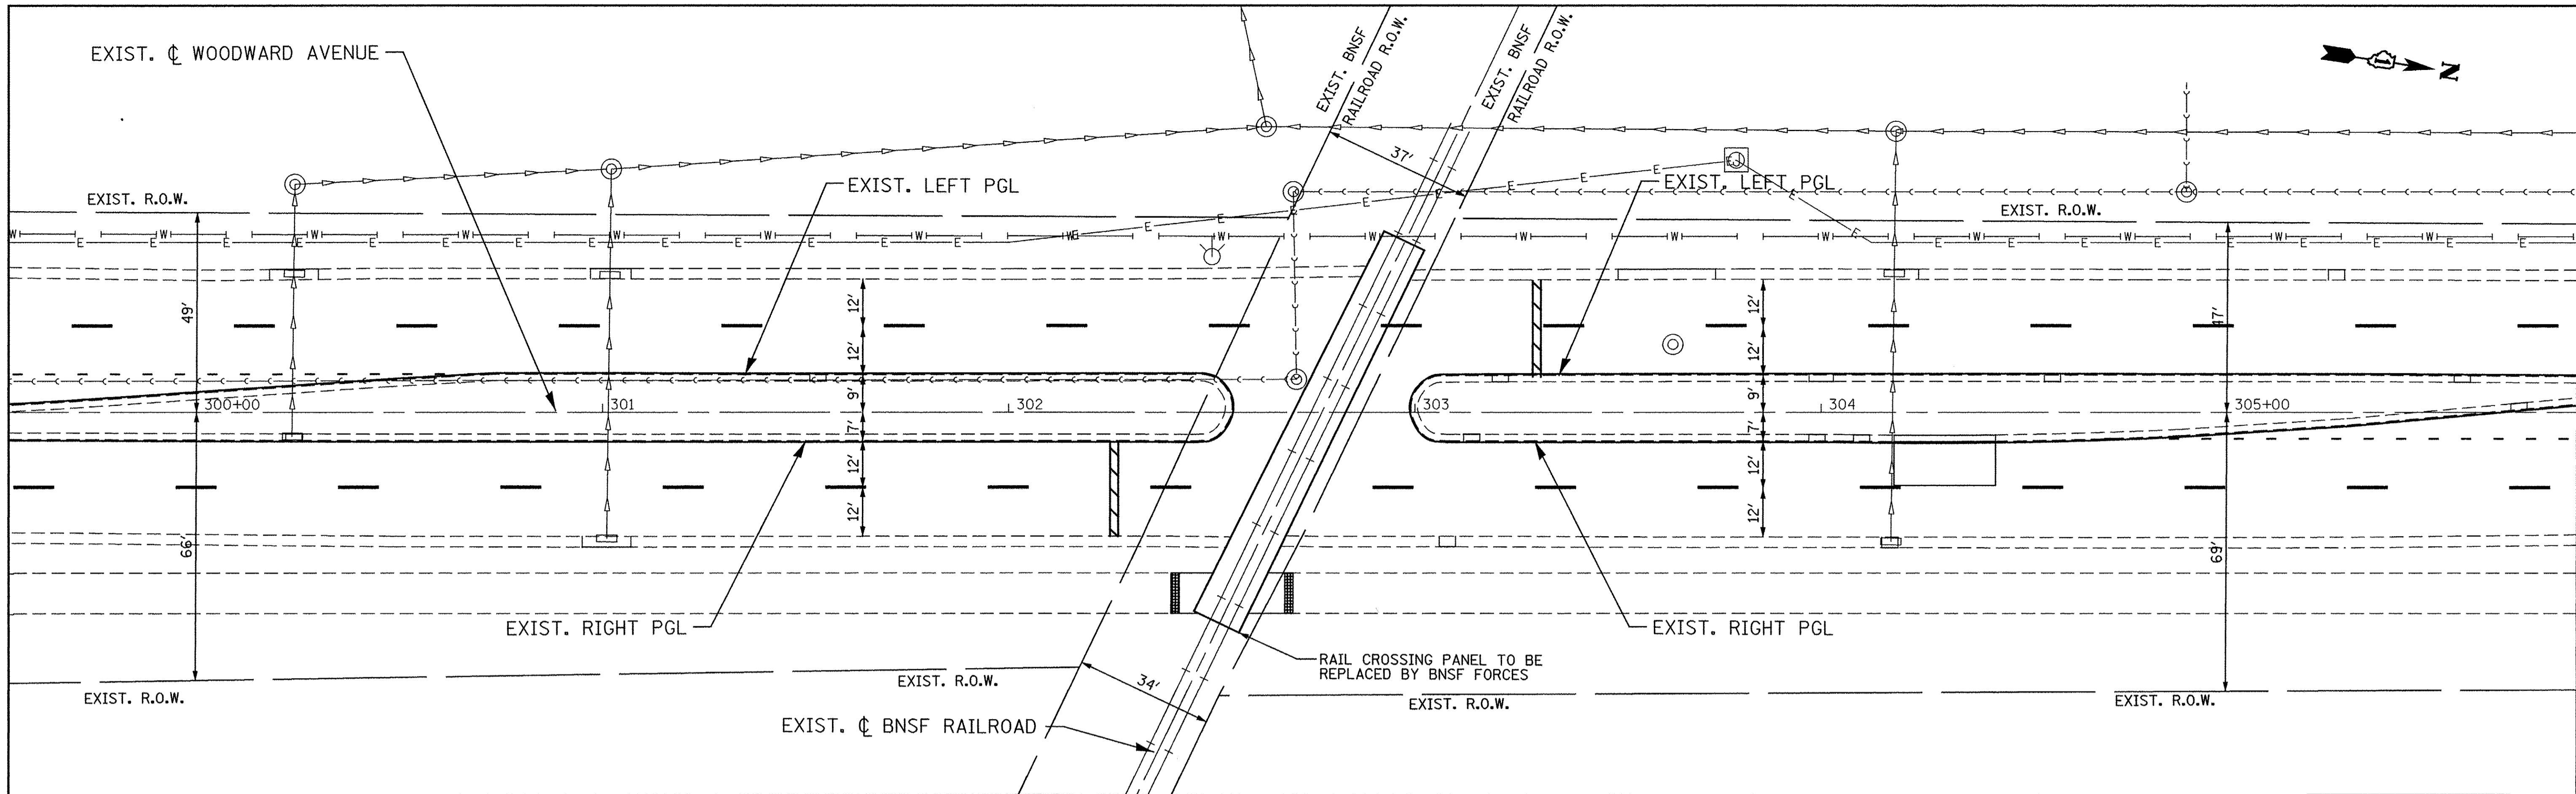 EXIST. ℄ WOODWARD AVENUE
EXIST. BNSF
RAILROAD R.O.W.
EXIST. BNSF
RAILROAD R.O.W.
1 N
37'
EXIST. LEFT PGL
EXIST. LEFT PGL
EXIST. R.O.W.
EXIST. R.O.W.
E E E E E E E
W W W W W W W W W W W W W W W W
E E E E E E E E E E E E E
49'
12'
12'
9'
7'
12'
12'
12'
12'
9'
7'
12'
12'
47'
300+00 301 302 303 304 305+00
66'
69'
EXIST. RIGHT PGL
EXIST. RIGHT PGL
RAIL CROSSING PANEL TO BE
REPLACED BY BNSF FORCES
34'
EXIST. R.O.W.
EXIST. R.O.W.
EXIST. R.O.W.
EXIST. R.O.W.
EXIST. ℄ BNSF RAILROAD